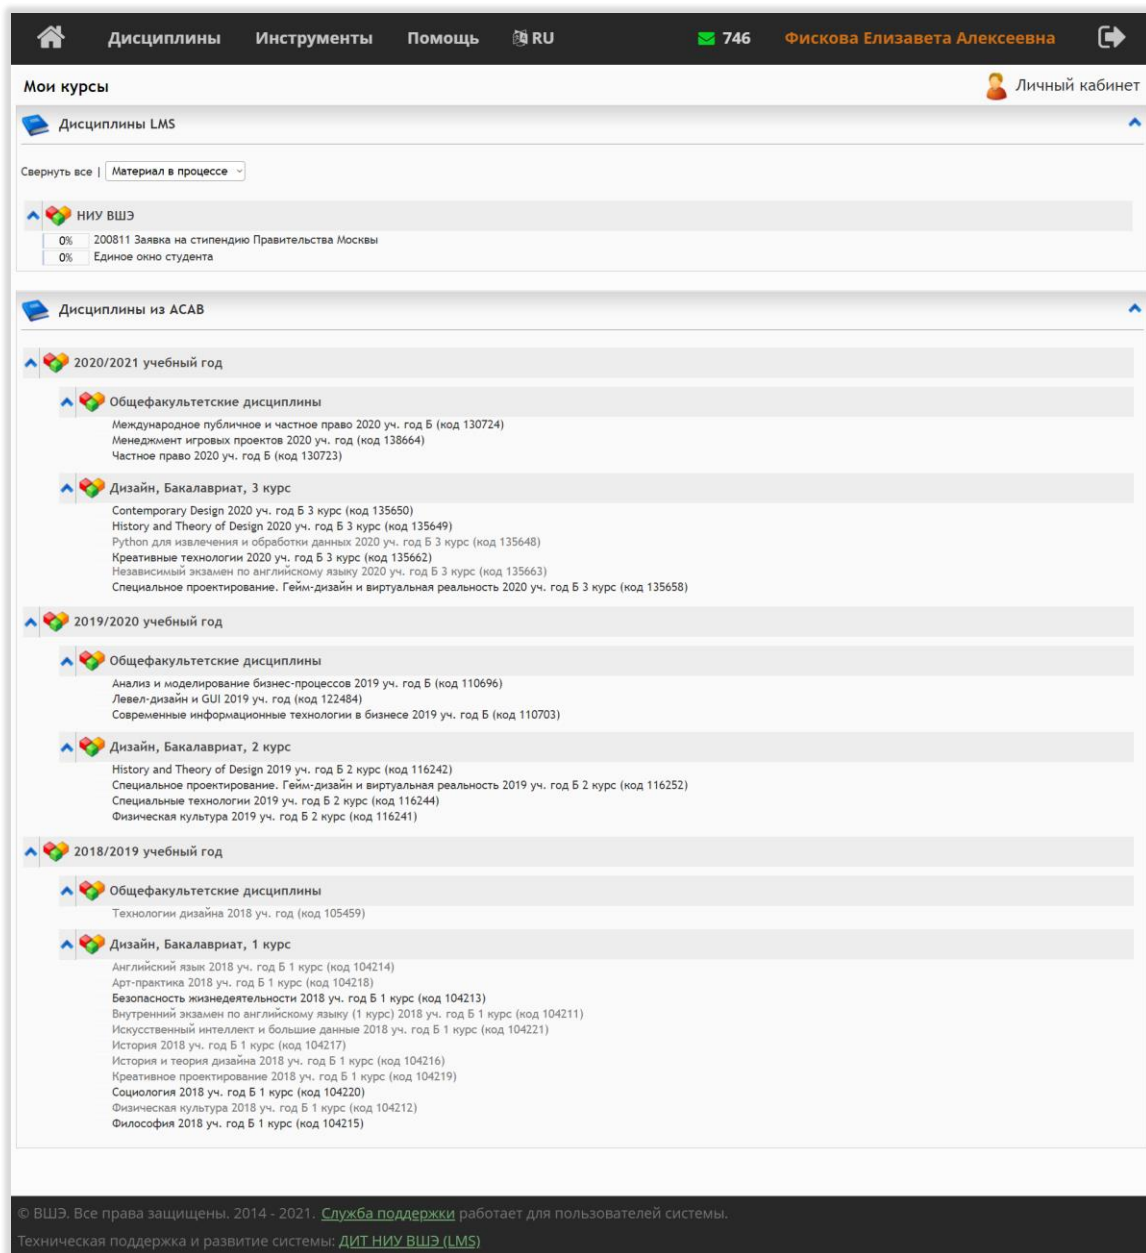 Дисциплины Инструменты Помощь RU 746 Фискова Елизавета Алексеевна
Мои курсы Личный кабинет
Дисциплины LMS
Свернуть все | Материал в процессе
НИУ ВШЭ
0% 200811 Заявка на стипендию Правительства Москвы
0% Единое окно студента
Дисциплины из АСАВ
2020/2021 учебный год
Общефакультетские дисциплины
Международное публичное и частное право 2020 уч. год Б (код 130724)
Менеджмент игровых проектов 2020 уч. год (код 138664)
Частное право 2020 уч. год Б (код 130723)
Дизайн, Бакалавриат, 3 курс
Contemporary Design 2020 уч. год Б 3 курс (код 135650)
History and Theory of Design 2020 уч. год Б 3 курс (код 135649)
Python для извлечения и обработки данных 2020 уч. год Б 3 курс (код 135648)
Креативные технологии 2020 уч. год Б 3 курс (код 135662)
Независимый экзамен по английскому языку 2020 уч. год Б 3 курс (код 135663)
Специальное проектирование. Гейм-дизайн и виртуальная реальность 2020 уч. год Б 3 курс (код 135658)
2019/2020 учебный год
Общефакультетские дисциплины
Анализ и моделирование бизнес-процессов 2019 уч. год Б (код 110696)
Левел-дизайн и GUI 2019 уч. год (код 122484)
Современные информационные технологии в бизнесе 2019 уч. год Б (код 110703)
Дизайн, Бакалавриат, 2 курс
History and Theory of Design 2019 уч. год Б 2 курс (код 116242)
Специальное проектирование. Гейм-дизайн и виртуальная реальность 2019 уч. год Б 2 курс (код 116252)
Специальные технологии 2019 уч. год Б 2 курс (код 116244)
Физическая культура 2019 уч. год Б 2 курс (код 116241)
2018/2019 учебный год
Общефакультетские дисциплины
Технологии дизайна 2018 уч. год (код 105459)
Дизайн, Бакалавриат, 1 курс
Английский язык 2018 уч. год Б 1 курс (код 104214)
Арт-практика 2018 уч. год Б 1 курс (код 104218)
Безопасность жизнедеятельности 2018 уч. год Б 1 курс (код 104213)
Внутренний экзамен по английскому языку (1 курс) 2018 уч. год Б 1 курс (код 104211)
Искусственный интеллект и большие данные 2018 уч. год Б 1 курс (код 104221)
История 2018 уч. год Б 1 курс (код 104217)
История и теория дизайна 2018 уч. год Б 1 курс (код 104216)
Креативное проектирование 2018 уч. год Б 1 курс (код 104219)
Социология 2018 уч. год Б 1 курс (код 104220)
Физическая культура 2018 уч. год Б 1 курс (код 104212)
Философия 2018 уч. год Б 1 курс (код 104215)
© ВШЭ. Все права защищены. 2014 - 2021. Служба поддержки работает для пользователей системы.
Техническая поддержка и развитие системы: ДИТ НИУ ВШЭ (LMS)